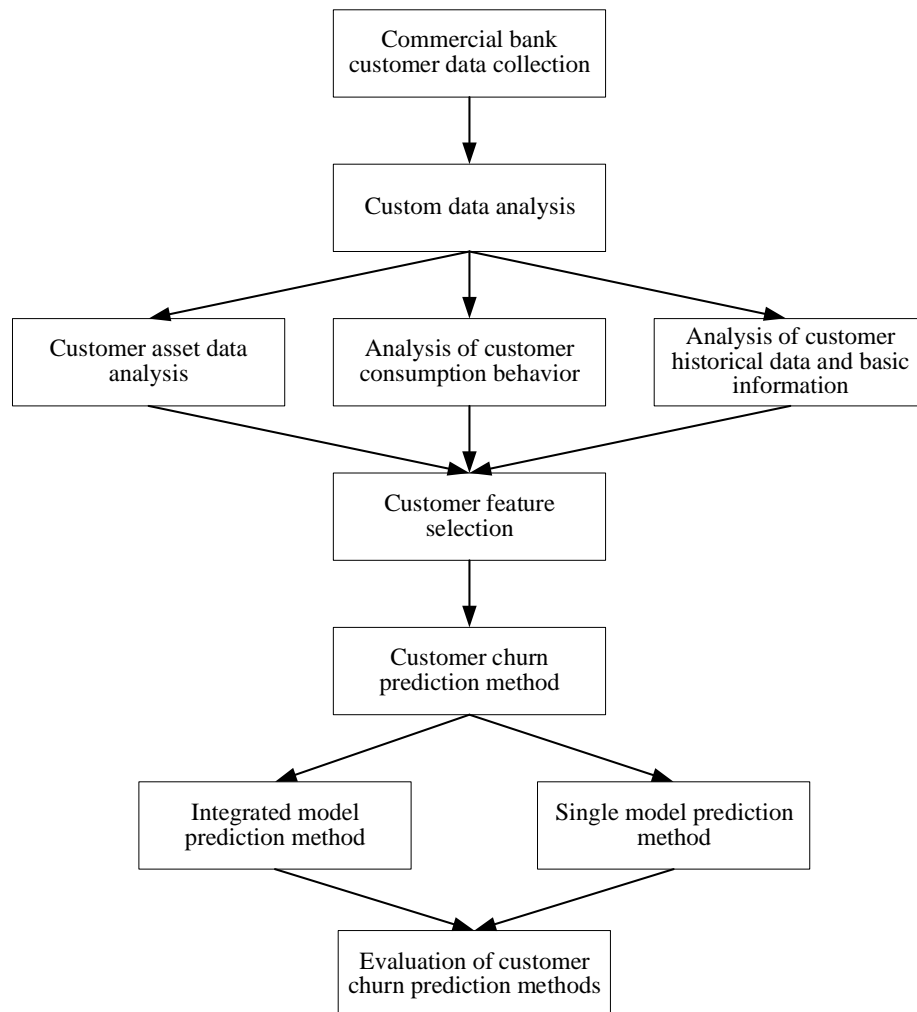 Commercial bank
customer data collection
Custom data analysis
Customer asset data
analysis
Analysis of customer
consumption behavior
Analysis of customer
historical data and basic
information
Customer feature
selection
Customer churn
prediction method
Integrated model
prediction method
Single model prediction
method
Evaluation of customer
churn prediction methods